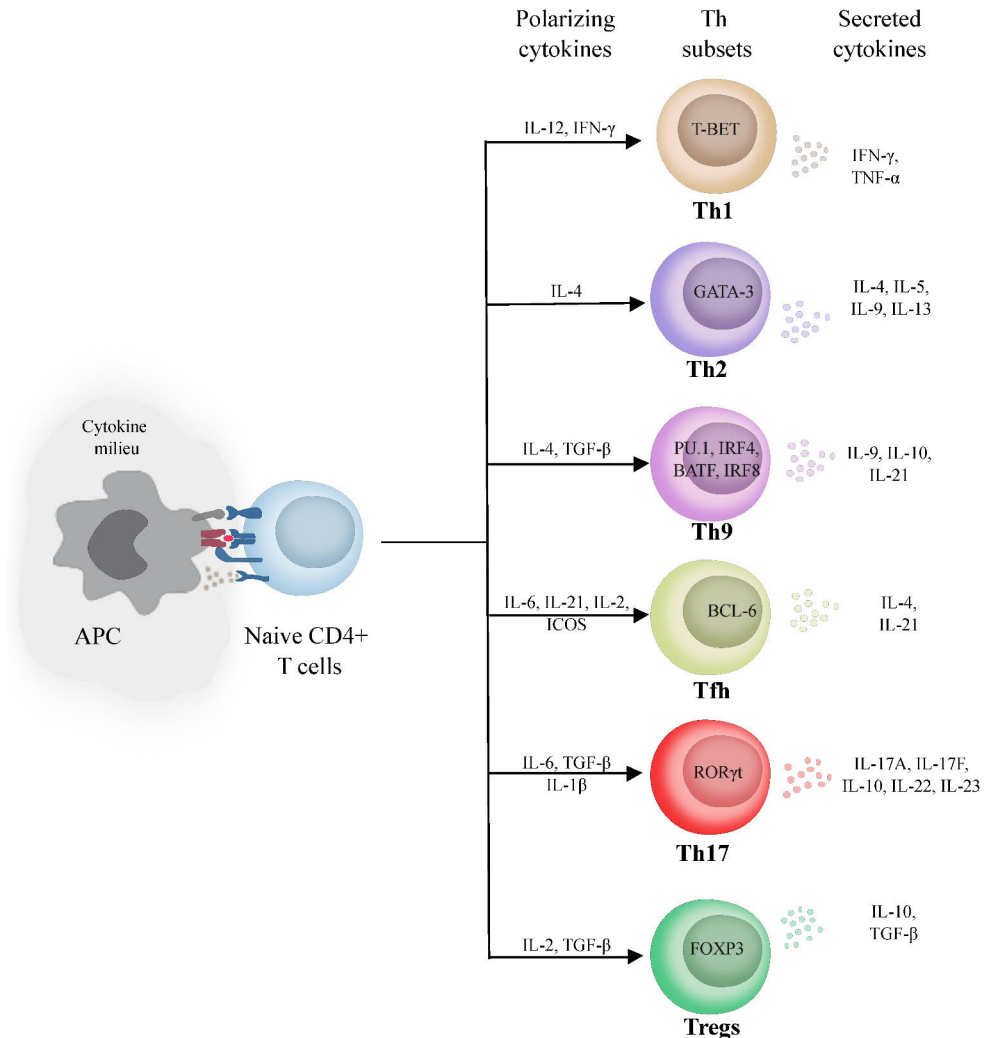 Polarizing
cytokines
Th
subsets
Secreted
cytokines
IL-12, IFN-γ
T-BET
IFN-γ,
TNF-α
Th1
IL-4
GATA-3
IL-4, IL-5,
IL-9, IL-13
Th2
Cytokine
milieu
APC
Naive CD4+
T cells
IL-4, TGF-β
PU.1, IRF4,
BATF, IRF8
IL-9, IL-10,
IL-21
Th9
IL-6, IL-21, IL-2,
ICOS
BCL-6
IL-4,
IL-21
Tfh
IL-6, TGF-β
IL-1β
RORγt
IL-17A, IL-17F,
IL-10, IL-22, IL-23
Th17
IL-2, TGF-β
FOXP3
IL-10,
TGF-β
Tregs